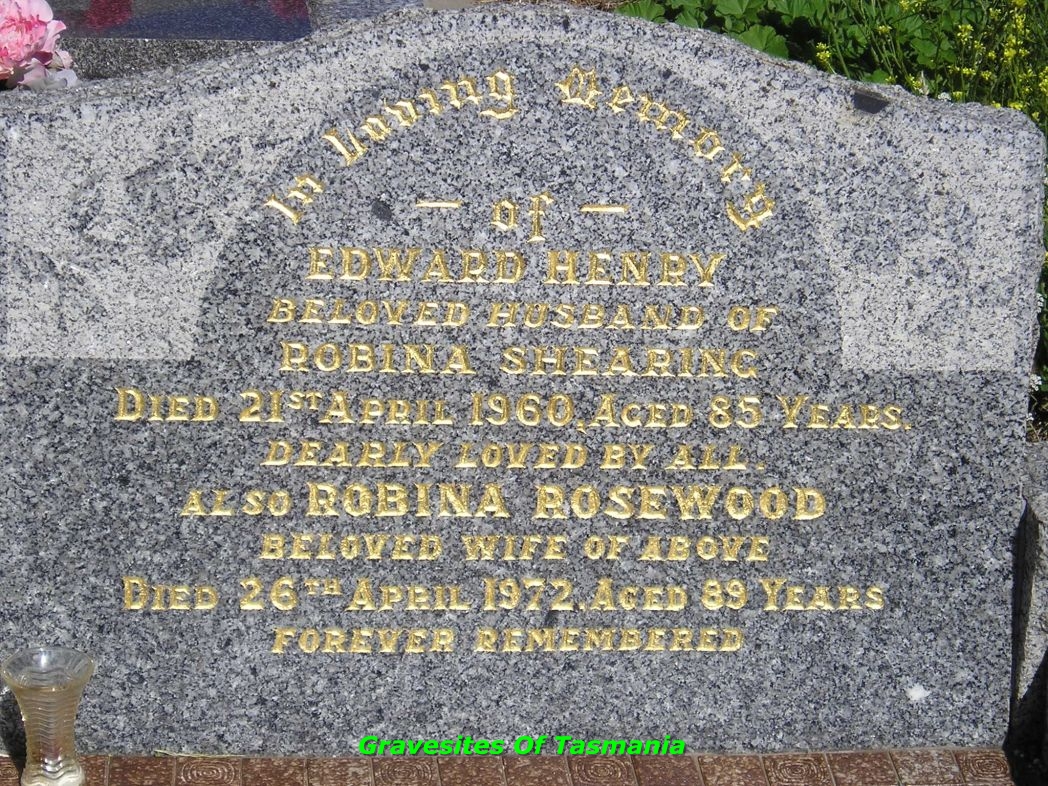 In Loving Memory
— of —
EDWARD HENRY
BELOVED HUSBAND OF
ROBINA SHEARING
DIED 21ST APRIL 1960, AGED 85 YEARS.
DEARLY LOVED BY ALL.
ALSO ROBINA ROSEWOOD
BELOVED WIFE OF ABOVE
DIED 26TH APRIL 1972, AGED 89 YEARS
FOREVER REMEMBERED
Gravesites Of Tasmania